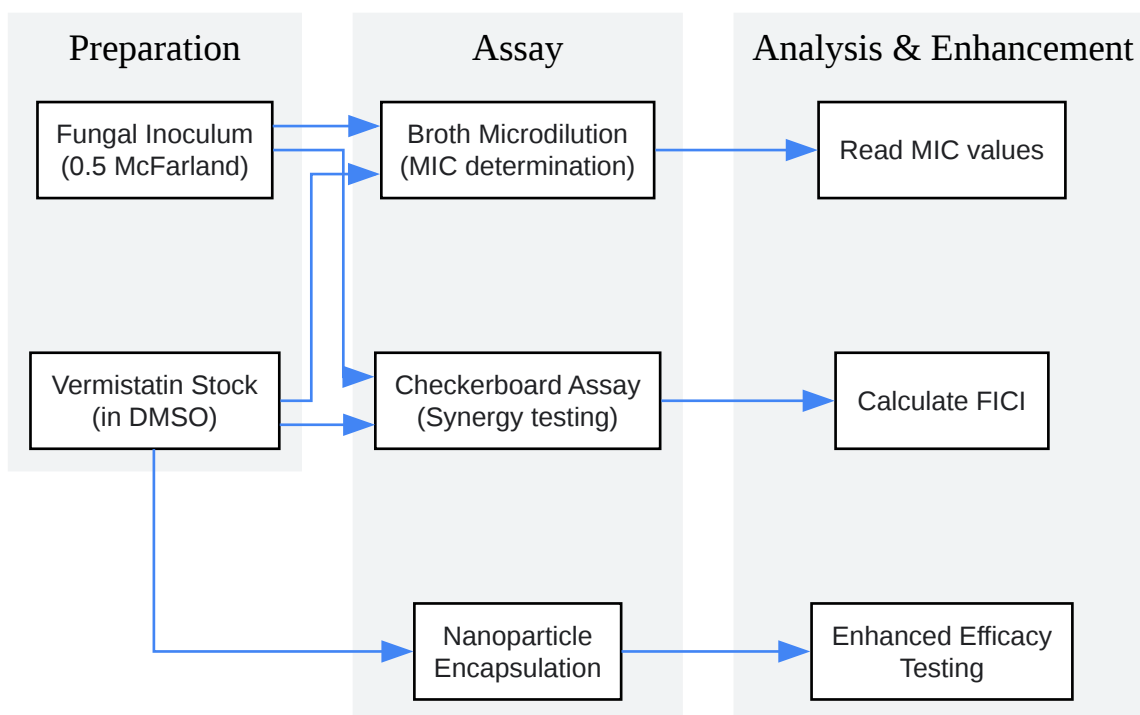 Preparation
Assay
Analysis & Enhancement
Fungal Inoculum
(0.5 McFarland)
Broth Microdilution
(MIC determination)
Read MIC values
Vermistatin Stock
(in DMSO)
Checkerboard Assay
(Synergy testing)
Calculate FICI
Nanoparticle
Encapsulation
Enhanced Efficacy
Testing